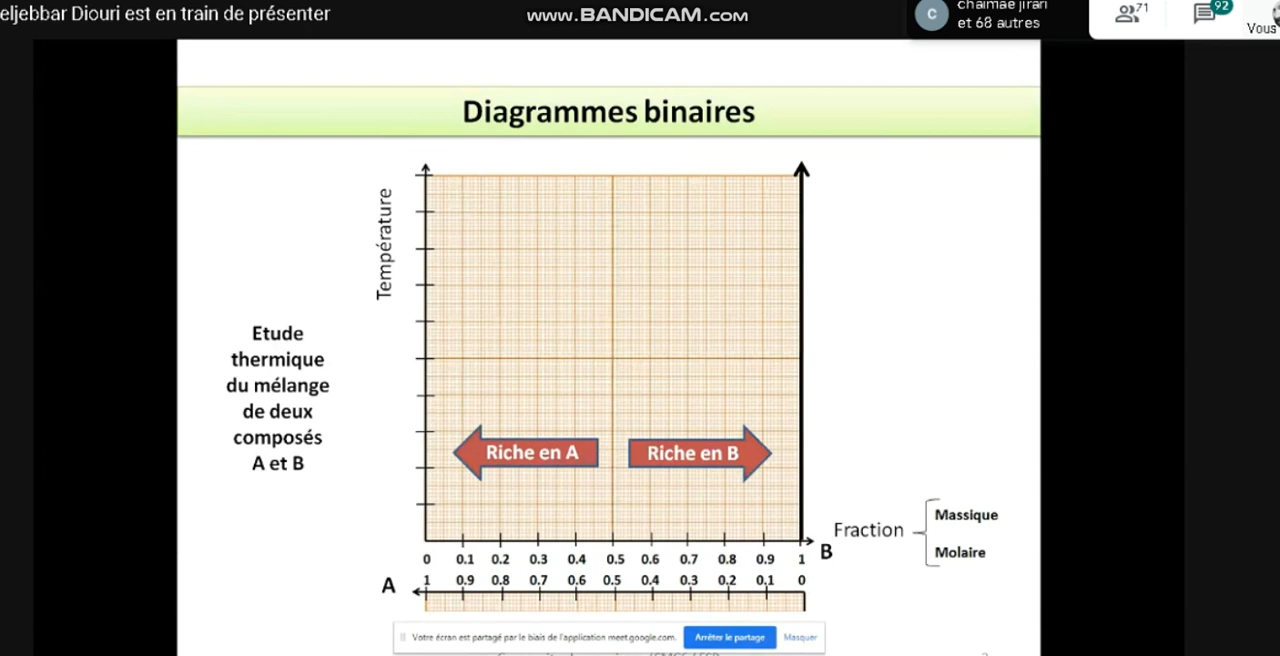 eljebbar Diouri est en train de présenter
www.BANDICAM.com
C
chaimae jirari
et 68 autres
71
92
Vous
Diagrammes binaires
Température
Etude
thermique
du mélange
de deux
composés
A et B
Riche en A
Riche en B
Fraction
Massique
Molaire
0 0.1 0.2 0.3 0.4 0.5 0.6 0.7 0.8 0.9 1 B
A 1 0.9 0.8 0.7 0.6 0.5 0.4 0.3 0.2 0.1 0
Votre écran est partagé par le biais de l'application meet.google.com. Arrêter le partage Masquer